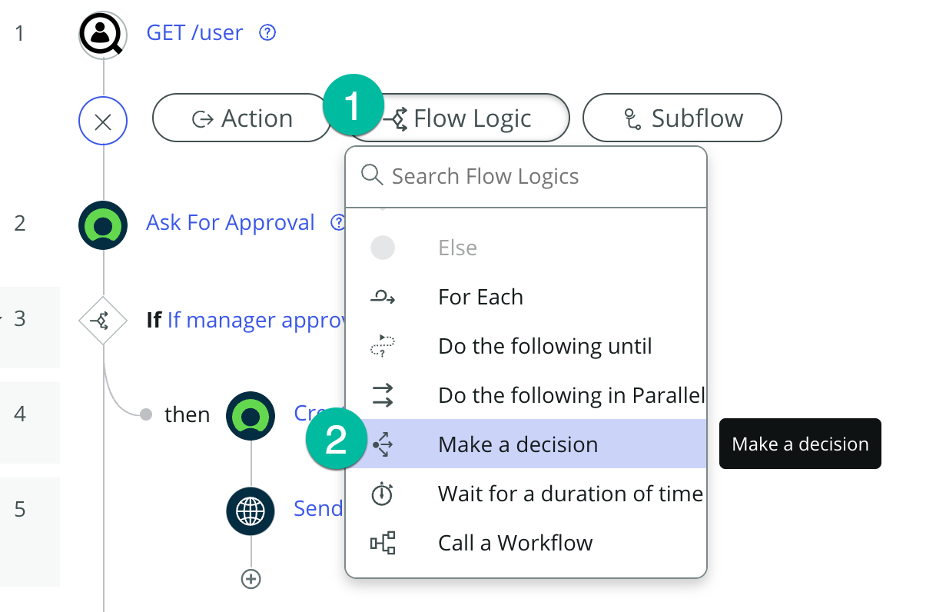 1
GET /user ?
Action
1
Flow Logic
Subflow
Search Flow Logics
2
Ask For Approval ?
Else
For Each
3
If If manager approv
Do the following until
Do the following in Parallel
4
then
Cre
2
Make a decision
Make a decision
5
Send
Wait for a duration of time
Call a Workflow